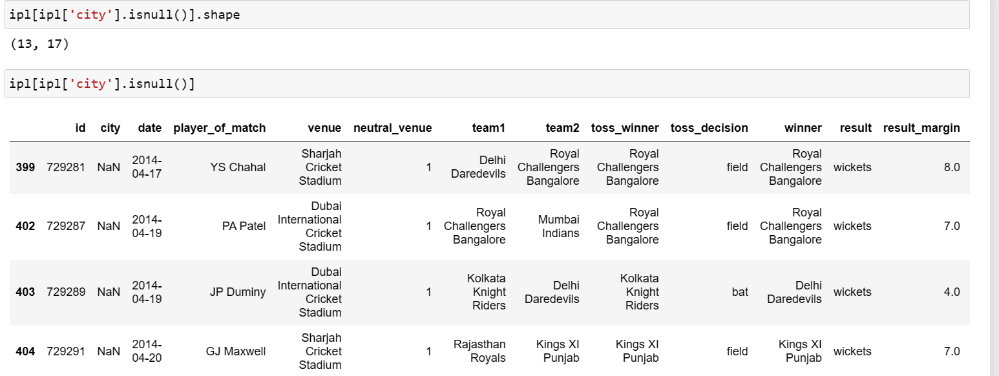 ipl[ipl['city'].isnull()].shape
(13, 17)
ipl[ipl['city'].isnull()]
id city date player_of_match venue neutral_venue team1 team2 toss_winner toss_decision winner result result_margin
399 729281 NaN 2014-04-17 YS Chahal Sharjah Cricket Stadium 1 Delhi Daredevils Royal Challengers Bangalore Royal Challengers Bangalore field Royal Challengers Bangalore wickets 8.0
402 729287 NaN 2014-04-19 PA Patel Dubai International Cricket Stadium 1 Royal Challengers Bangalore Mumbai Indians Royal Challengers Bangalore field Royal Challengers Bangalore wickets 7.0
403 729289 NaN 2014-04-19 JP Duminy Dubai International Cricket Stadium 1 Kolkata Knight Riders Delhi Daredevils Kolkata Knight Riders bat Delhi Daredevils wickets 4.0
404 729291 NaN 2014-04-20 GJ Maxwell Sharjah Cricket Stadium 1 Rajasthan Royals Kings XI Punjab Kings XI Punjab field Kings XI Punjab wickets 7.0